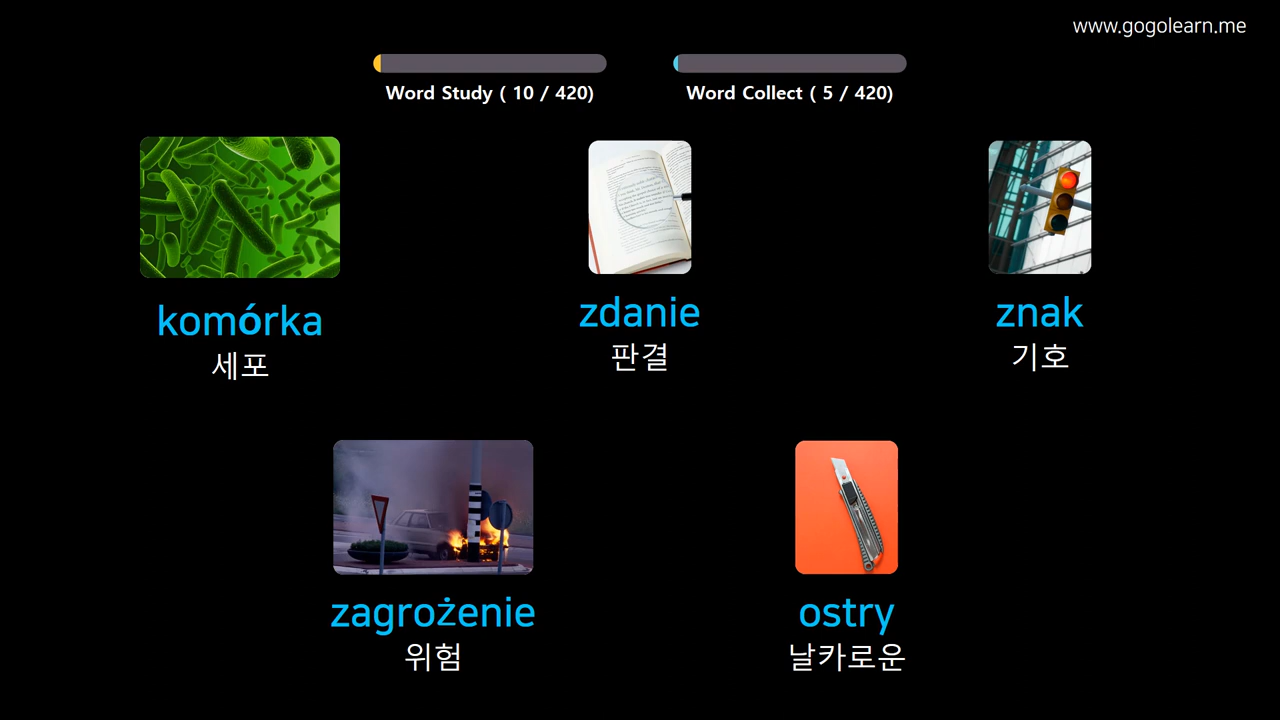 www.gogolearn.me
Word Study ( 10 / 420)
Word Collect ( 5 / 420)
komórka
세포
zdanie
판결
znak
기호
zagrożenie
위험
ostry
날카로운